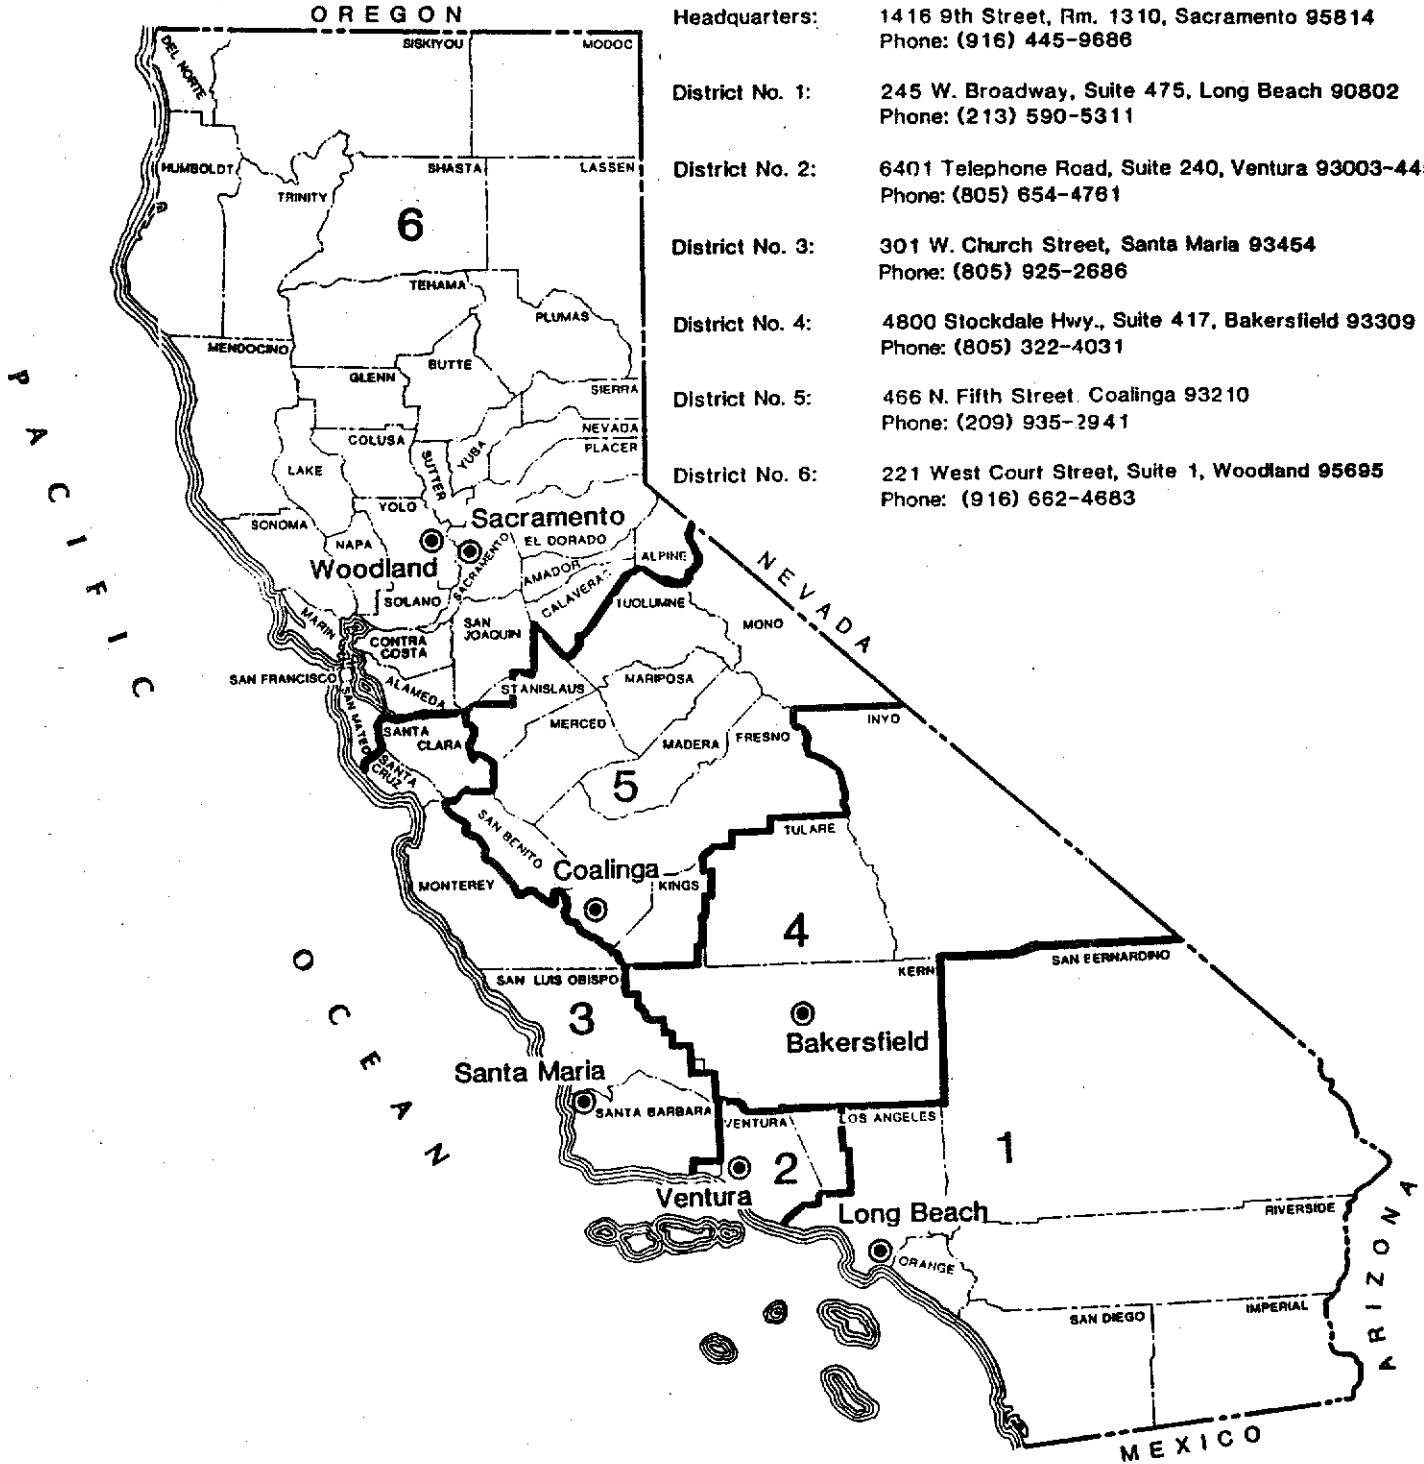 OREGON
Headquarters: 1416 9th Street, Rm. 1310, Sacramento 95814
Phone: (916) 445-9686
District No. 1: 245 W. Broadway, Suite 475, Long Beach 90802
Phone: (213) 590-5311
District No. 2: 6401 Telephone Road, Suite 240, Ventura 93003-44
Phone: (805) 654-4761
District No. 3: 301 W. Church Street, Santa Maria 93454
Phone: (805) 925-2686
District No. 4: 4800 Stockdale Hwy., Suite 417, Bakersfield 93309
Phone: (805) 322-4031
District No. 5: 466 N. Fifth Street Coalinga 93210
Phone: (209) 935-2941
District No. 6: 221 West Court Street, Suite 1, Woodland 95695
Phone: (916) 662-4683
DEL NORTE
SISKIYOU
MODOC
HUMBOLDT
TRINITY
SHASTA
LASSEN
6
TEHAMA
PLUMAS
MENDOCINO
GLENN
BUTTE
SIERRA
COLUSA
SUTTER
YUBA
NEVADA
PLACER
LAKE
SONOMA
YOLO
Sacramento
NAPA
Woodland
SACRAMENTO
EL DORADO
AMADOR
ALPINE
SOLANO
CALAVERAS
NEVADA
MARIN
CONTRA
COSTA
SAN
JOAQUIN
TUOLUMNE
MONO
SAN FRANCISCO
SAN MATEO
ALAMEDA
STANISLAUS
MARIPOSA
SANTA
CLARA
MERCED
MADERA
FRESNO
INYO
SANTA
CRUZ
5
SAN BENITO
TULARE
Coalinga
MONTEREY
KINGS
4
PACIFIC
OCEAN
SAN LUIS OBISPO
KERN
SAN BERNARDINO
3
Bakersfield
Santa Maria
SANTA BARBARA
VENTURA
LOS ANGELES
1
2
Ventura
Long Beach
RIVERSIDE
ORANGE
ARIZONA
SAN DIEGO
IMPERIAL
MEXICO